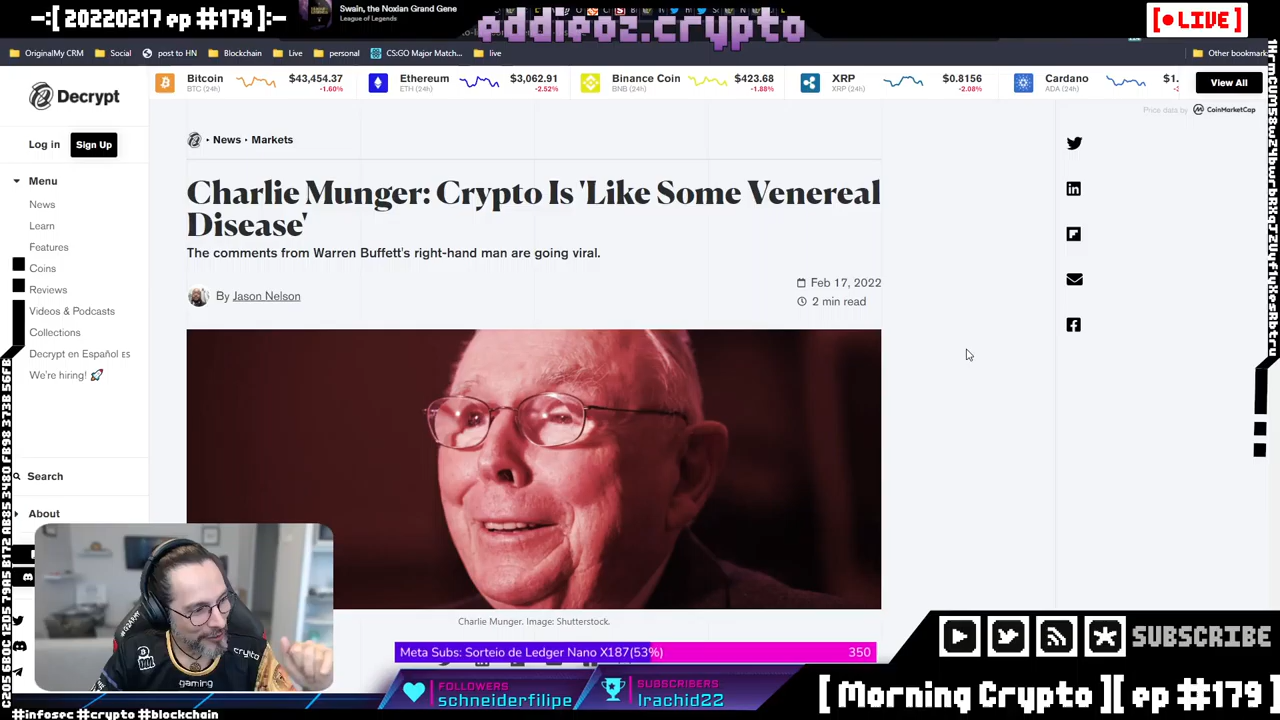 -:[ 20220217 ep #179 ]:-
Swain, the Noxian Grand Gene
League of Legends
eddieoz.crypto
[ • LIVE ]
OriginalMy CRM
Social
post to HN
Blockchain
Live
personal
CS:GO Major Match...
live
Other bookmark
Decrypt
Bitcoin
$43,454.37
BTC (24h)
-1.60%
Ethereum
$3,062.91
ETH (24h)
-2.52%
Binance Coin
$423.68
BNB (24h)
-1.88%
XRP
$0.8156
XRP (24h)
-2.08%
Cardano
$1.
ADA (24h)
-4%
View All
Price data by CoinMarketCap
Log in
Sign Up
Menu
News
Learn
Features
Coins
Reviews
Videos & Podcasts
Collections
Decrypt en Español ES
We're hiring! 🚀
Search
About
· News · Markets
Charlie Munger: Crypto Is 'Like Some Venereal
Disease'
The comments from Warren Buffett's right-hand man are going viral.
By Jason Nelson
Feb 17, 2022
2 min read
Charlie Munger. Image: Shutterstock.
crypto
gaming
Meta Subs: Sorteio de Ledger Nano X187(53%)
350
FOLLOWERS
schneiderfilipe
SUBSCRIBERS
lrachid22
SUBSCRIBE
[ Morning Crypto ][ ep #179 ]
#infosec #crypto #blockchain